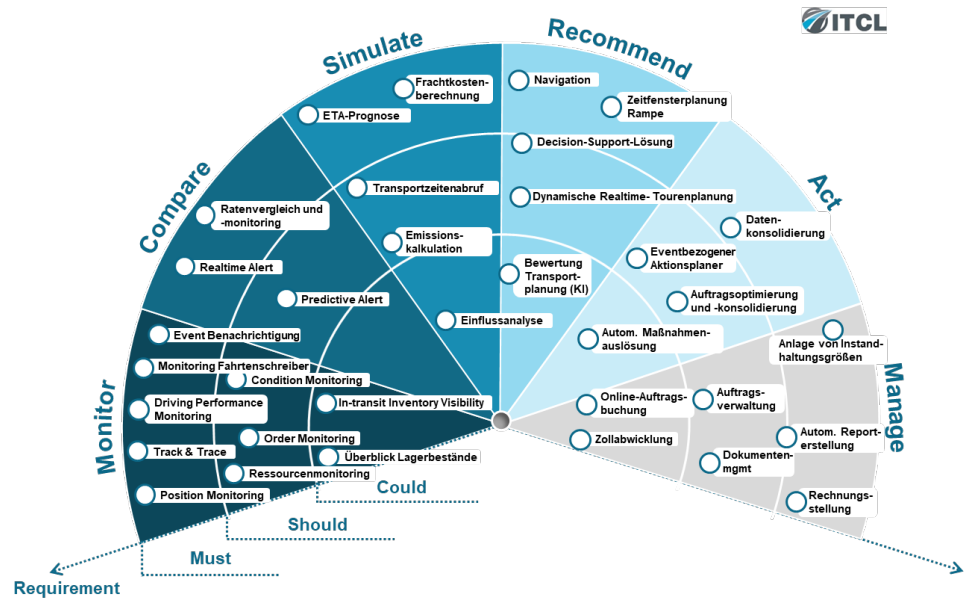 ITCL
Simulate
Recommend
Compare
Act
Monitor
Manage
Frachtkosten-
berechnung
ETA-Prognose
Transportzeitenabruf
Emissions-
kalkulation
Einflussanalyse
Navigation
Zeitfensterplanung
Rampe
Decision-Support-Lösung
Dynamische Realtime- Tourenplanung
Bewertung
Transport-
planung (KI)
Ratenvergleich und
-monitoring
Realtime Alert
Predictive Alert
Daten-
konsolidierung
Eventbezogener
Aktionsplaner
Auftragsoptimierung
und -konsolidierung
Autom. Maßnahmen-
auslösung
Event Benachrichtigung
Monitoring Fahrtenschreiber
Condition Monitoring
Driving Performance
Monitoring
In-transit Inventory Visibility
Order Monitoring
Track & Trace
Überblick Lagerbestände
Ressourcenmonitoring
Position Monitoring
Anlage von Instand-
haltungsgrößen
Online-Auftrags-
buchung
Auftrags-
verwaltung
Zollabwicklung
Autom. Report-
erstellung
Dokumenten-
mgmt
Rechnungs-
stellung
Could
Should
Must
Requirement